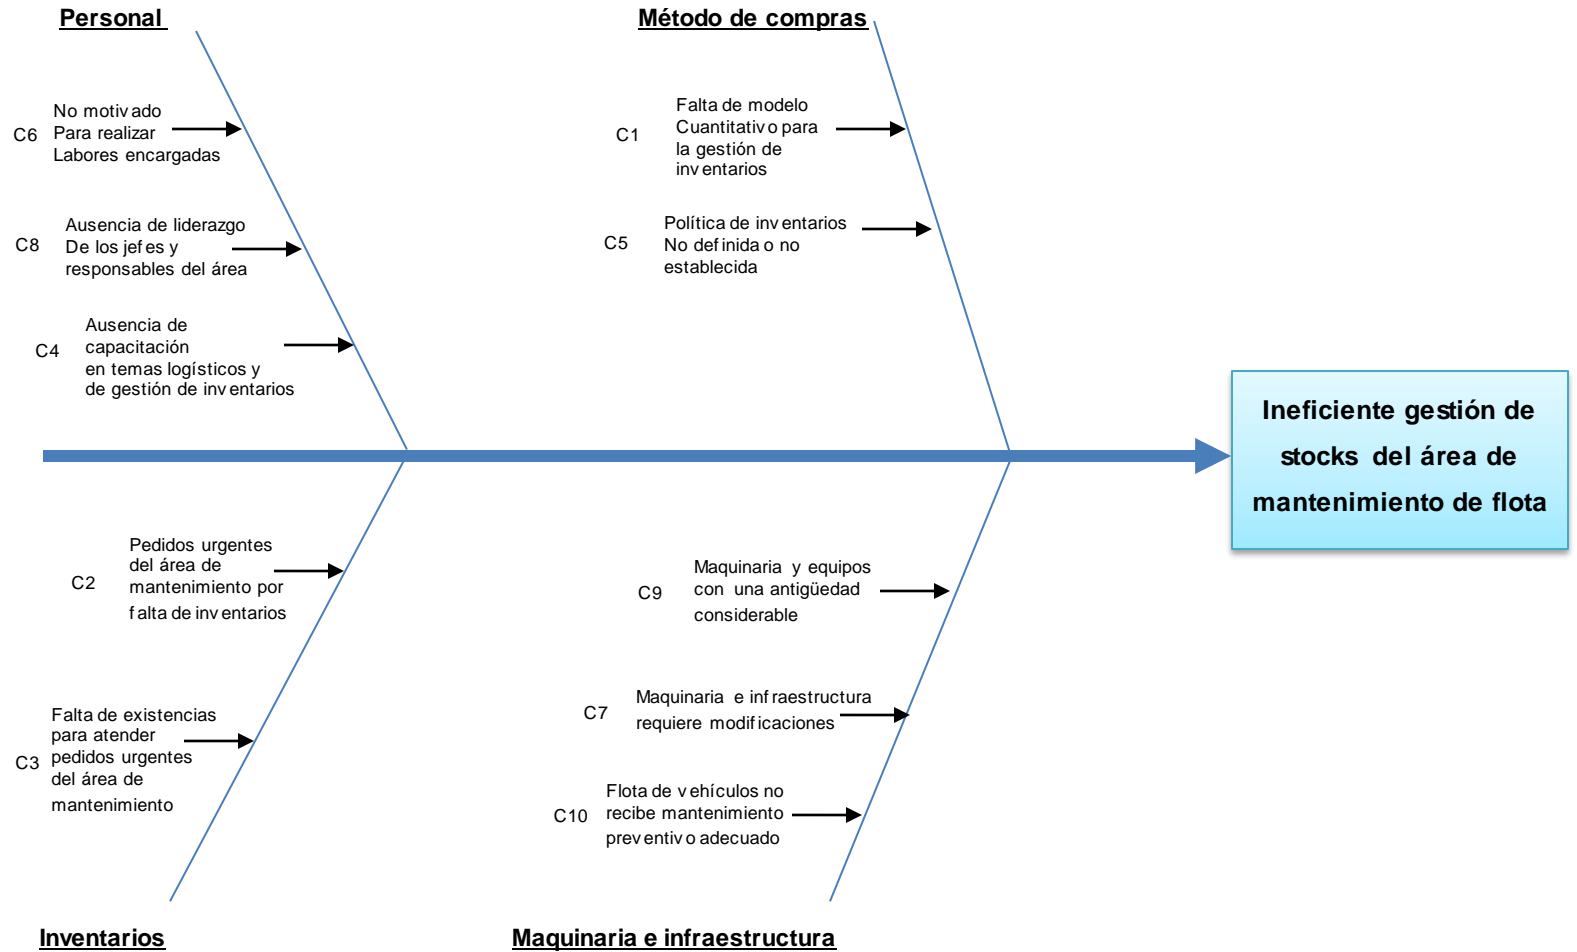 Personal
Método de compras
C6
No motivado
Para realizar
Labores encargadas
C1
Falta de modelo
Cuantitativo para
la gestión de
inventarios
C8
Ausencia de liderazgo
De los jefes y
responsables del área
C5
Política de inventarios
No definida o no
establecida
C4
Ausencia de
capacitación
en temas logísticos y
de gestión de inventarios
Ineficiente gestión de
stocks del área de
mantenimiento de flota
C2
Pedidos urgentes
del área de
mantenimiento por
falta de inventarios
C9
Maquinaria y equipos
con una antigüedad
considerable
C3
Falta de existencias
para atender
pedidos urgentes
del área de
mantenimiento
C7
Maquinaria e infraestructura
requiere modificaciones
C10
Flota de vehículos no
recibe mantenimiento
preventivo adecuado
Inventarios
Maquinaria e infraestructura